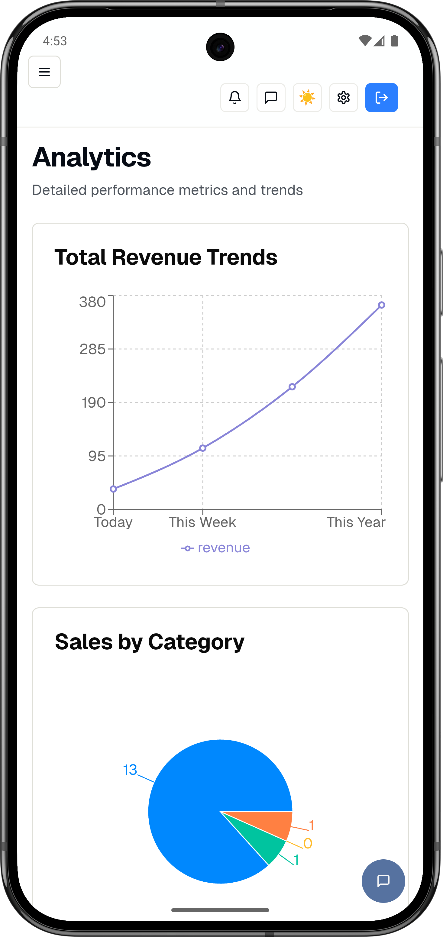 4:53
Analytics
Detailed performance metrics and trends
Total Revenue Trends
380
285
190
95
0
Today This Week This Year
revenue
Sales by Category
13
1
0
1